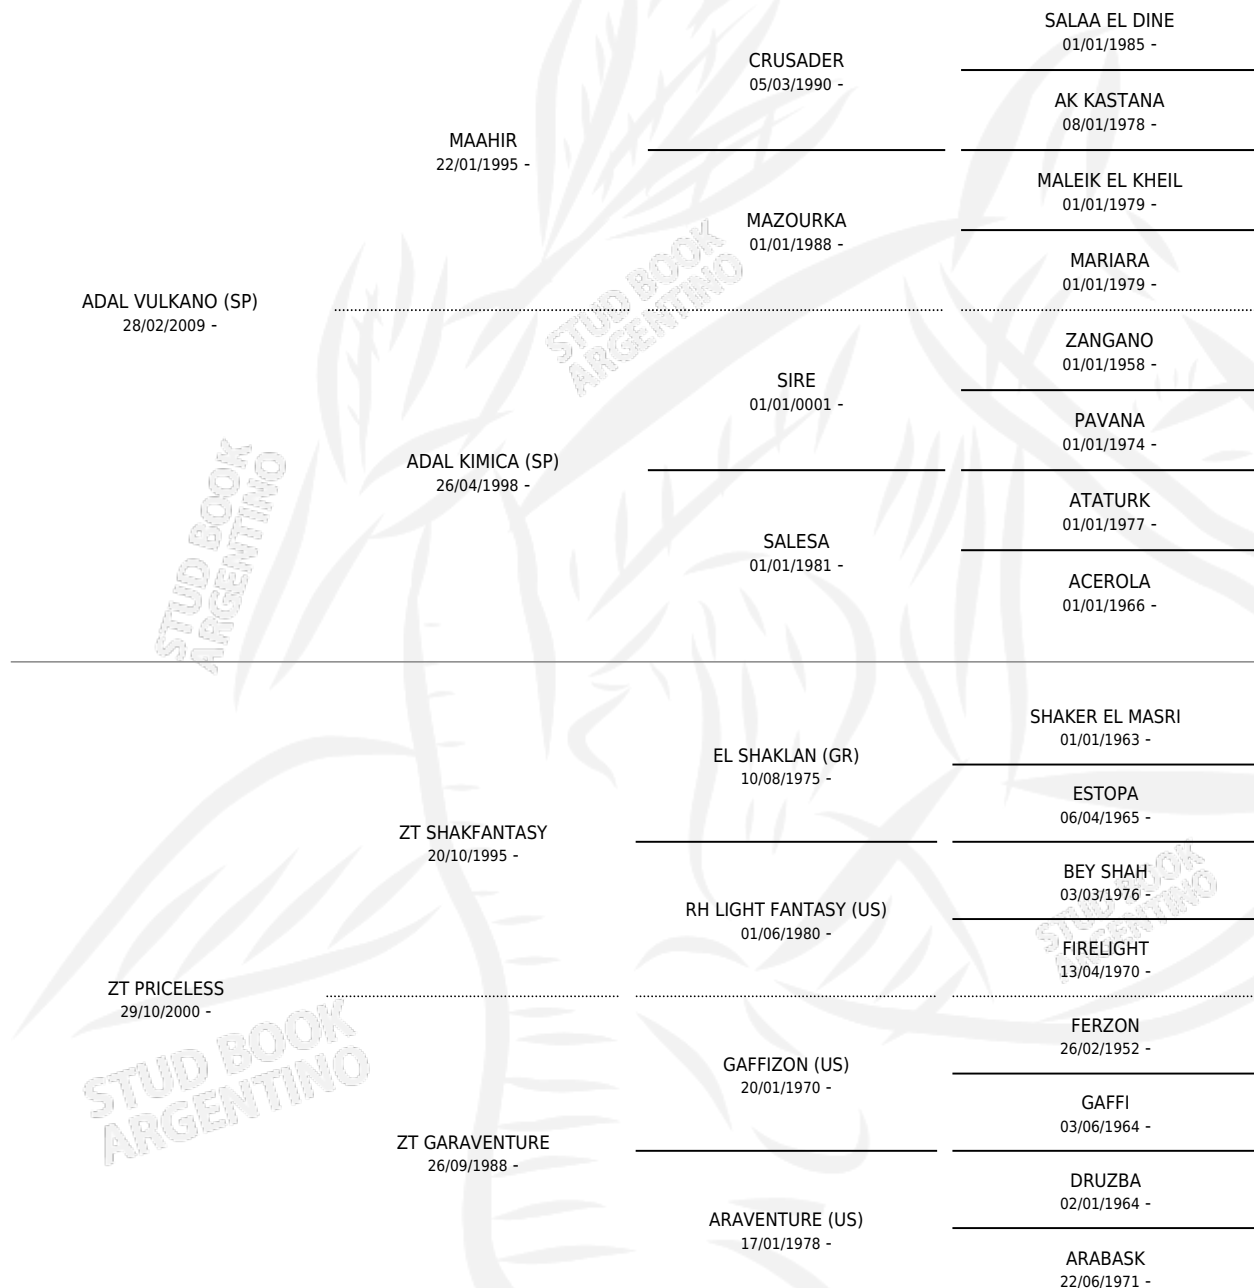 SALAA EL DINE
01/01/1985 -
CRUSADER
05/03/1990 -
AK KASTANA
08/01/1978 -
MAAHIR
22/01/1995 -
MALEIK EL KHEIL
01/01/1979 -
MAZOURKA
01/01/1988 -
MARIARA
01/01/1979 -
ADAL VULKANO (SP)
28/02/2009 -
ZANGANO
01/01/1958 -
SIRE
01/01/0001 -
PAVANA
01/01/1974 -
ADAL KIMICA (SP)
26/04/1998 -
ATATURK
01/01/1977 -
SALESA
01/01/1981 -
ACEROLA
01/01/1966 -
STUD BOOK
ARGENTINO
STUD BOOK
ARGENTINO
SHAKER EL MASRI
01/01/1963 -
EL SHAKLAN (GR)
10/08/1975 -
ESTOPA
06/04/1965 -
ZT SHAKFANTASY
20/10/1995 -
BEY SHAH
03/03/1976 -
RH LIGHT FANTASY (US)
01/06/1980 -
FIRELIGHT
13/04/1970 -
ZT PRICELESS
29/10/2000 -
FERZON
26/02/1952 -
GAFFIZON (US)
20/01/1970 -
GAFFI
03/06/1964 -
ZT GARAVENTURE
26/09/1988 -
DRUZBA
02/01/1964 -
ARAVENTURE (US)
17/01/1978 -
ARABASK
22/06/1971 -
STUD BOOK
ARGENTINO
STUD BOOK
ARGENTINO